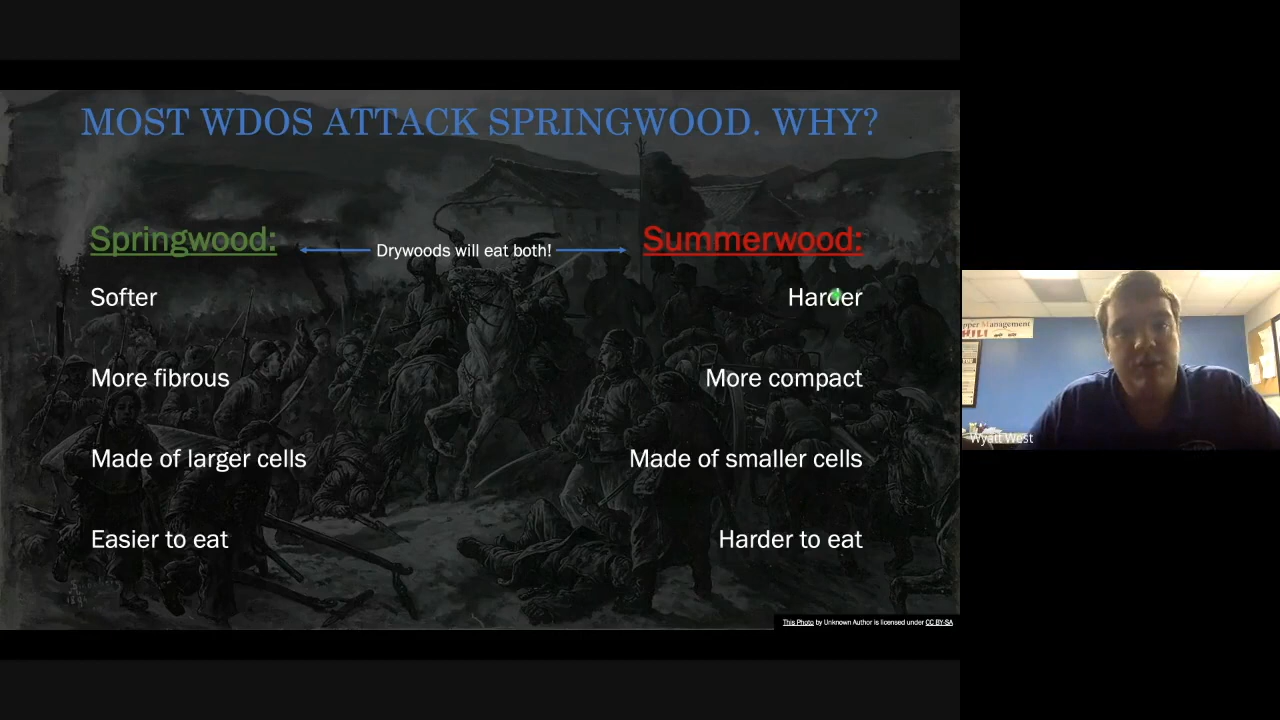 MOST WDOS ATTACK SPRINGWOOD. WHY?
Springwood:
Drywoods will eat both!
Summerwood:
Softer
Harder
More fibrous
More compact
Made of larger cells
Made of smaller cells
Easier to eat
Harder to eat
This Photo by Unknown Author is licensed under CC BY-SA
Management
Wyatt West